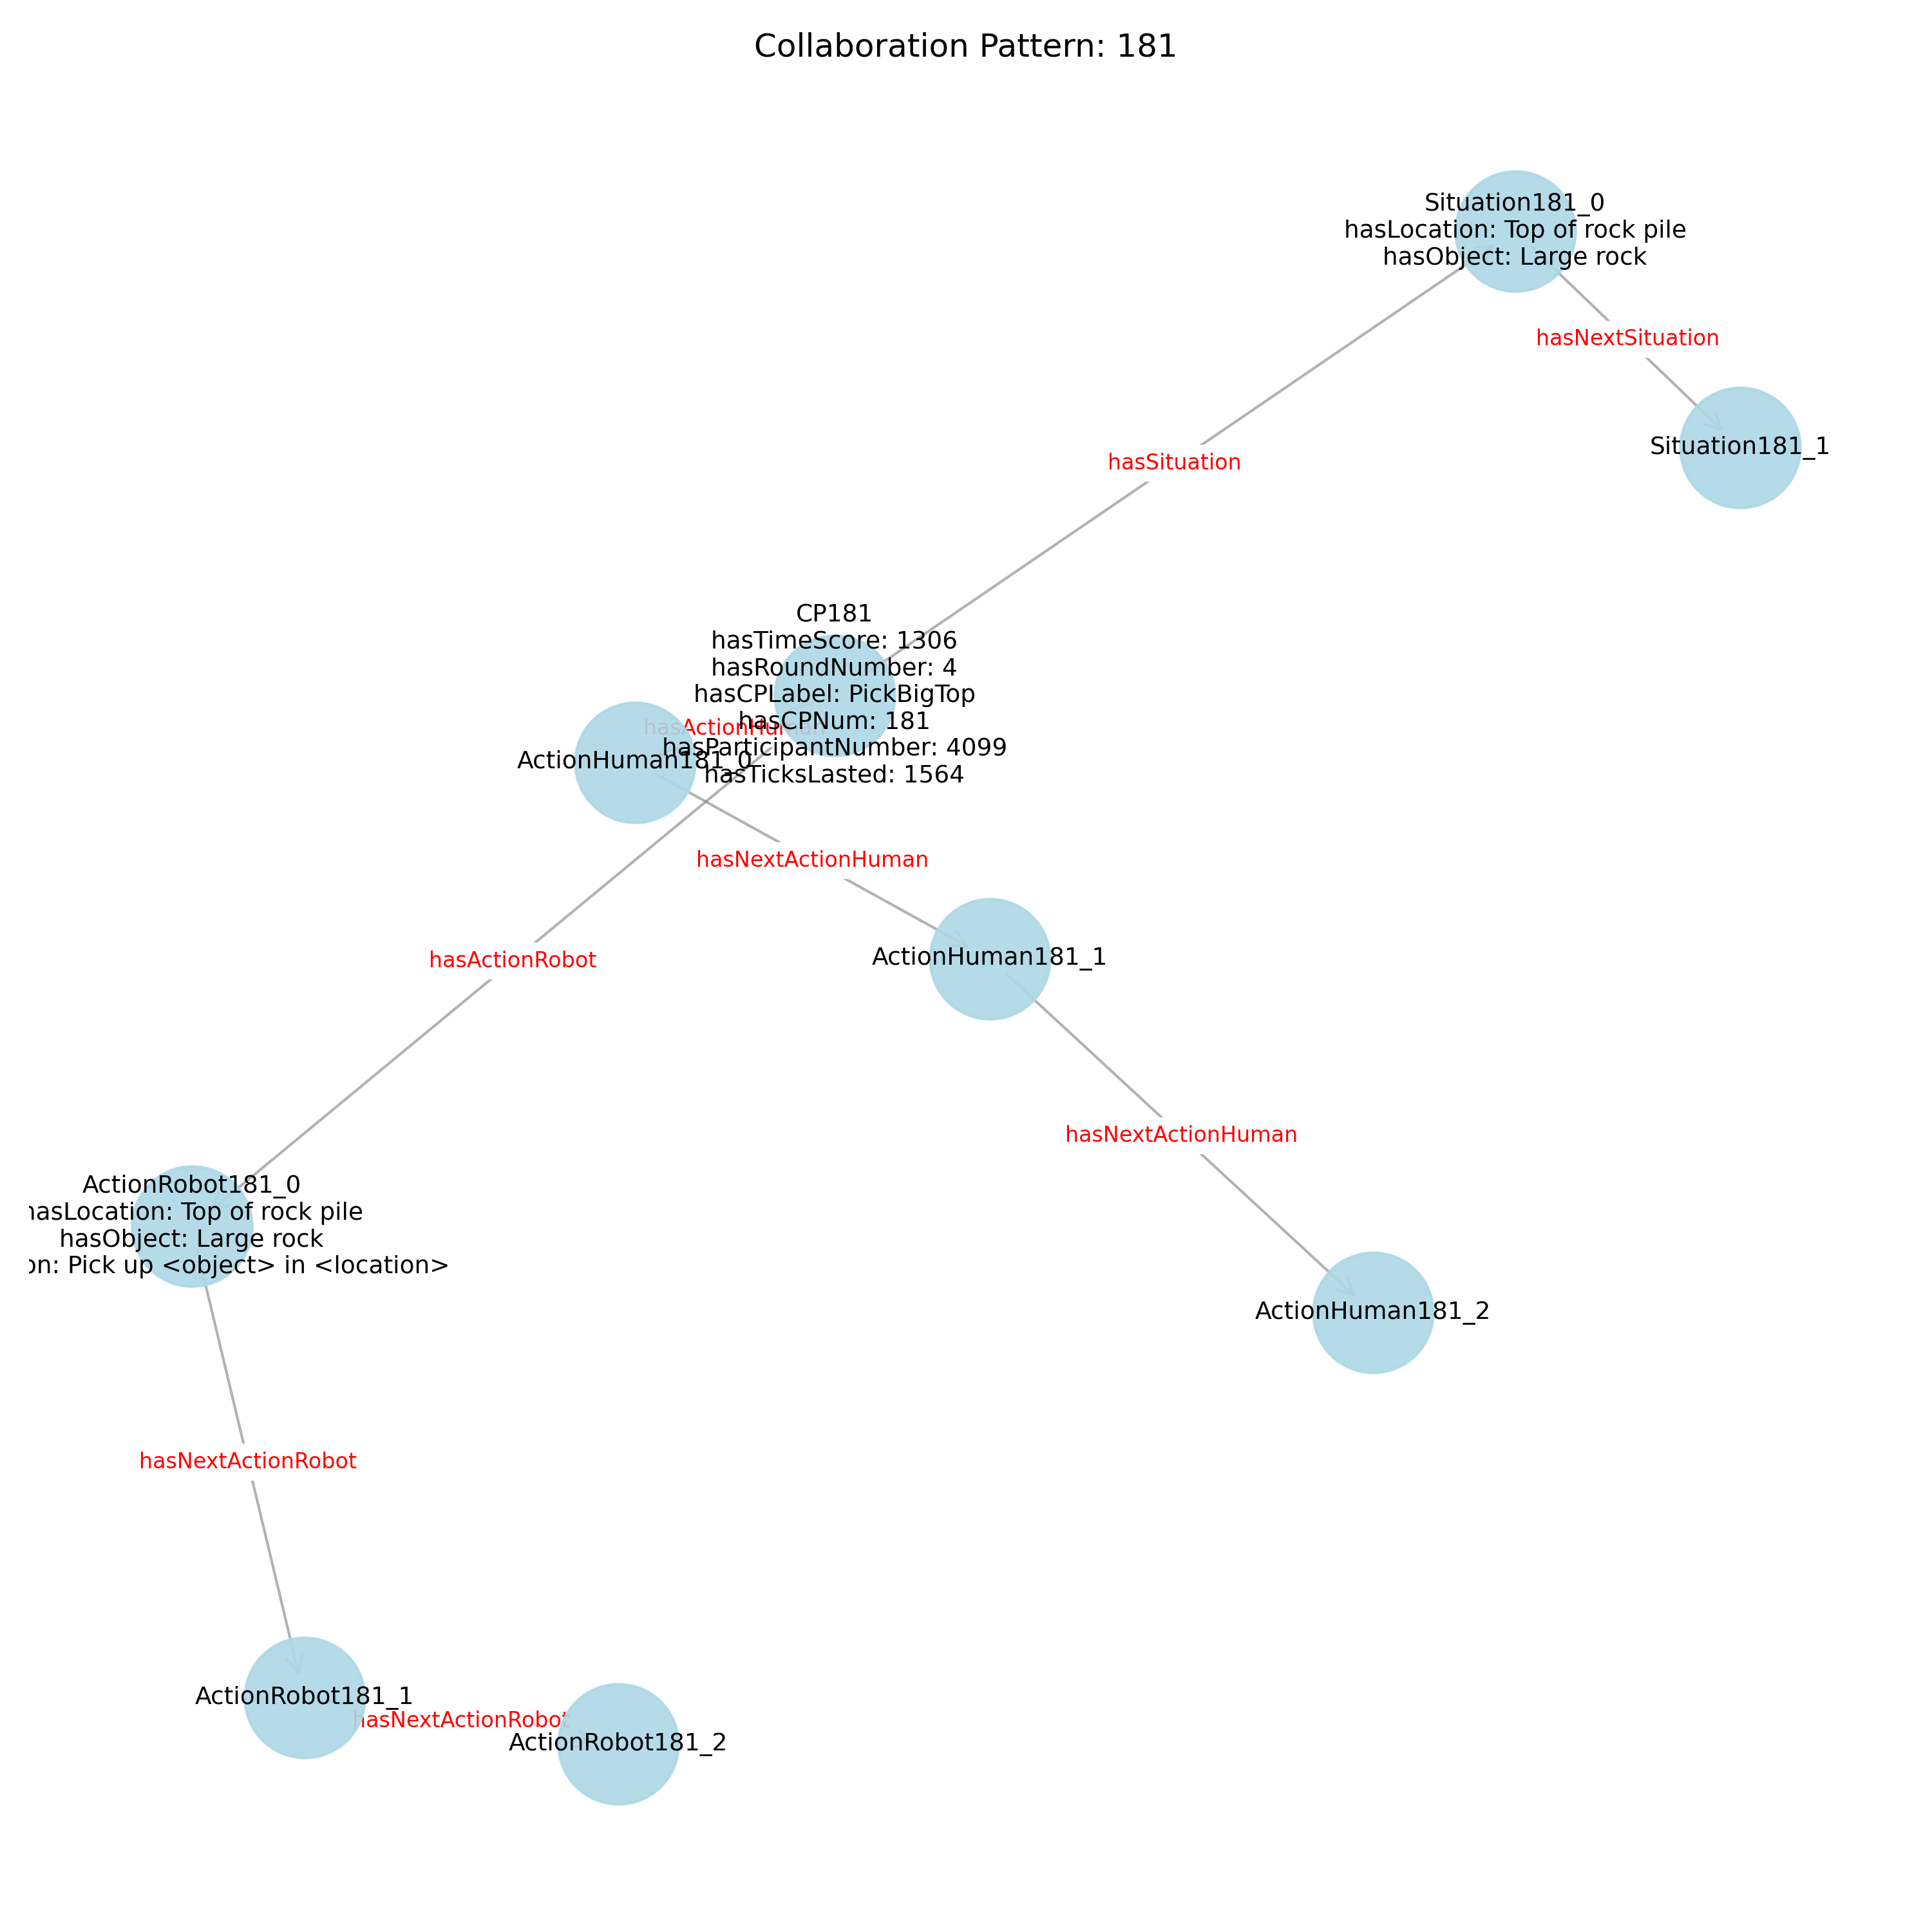 Collaboration Pattern: 181
Situation181_0
hasLocation: Top of rock pile
hasObject: Large rock
hasNextSituation
Situation181_1
hasSituation
CP181
hasTimeScore: 1306
hasRoundNumber: 4
hasCPLabel: PickBigTop
hasCPNum: 181
hasParticipantNumber: 4099
hasTicksLasted: 1564
hasActionHuman
ActionHuman181_0
hasNextActionHuman
hasActionRobot
ActionHuman181_1
hasNextActionHuman
ActionRobot181_0
hasLocation: Top of rock pile
hasObject: Large rock
on: Pick up <object> in <location>
ActionHuman181_2
hasNextActionRobot
ActionRobot181_1
hasNextActionRobot
ActionRobot181_2